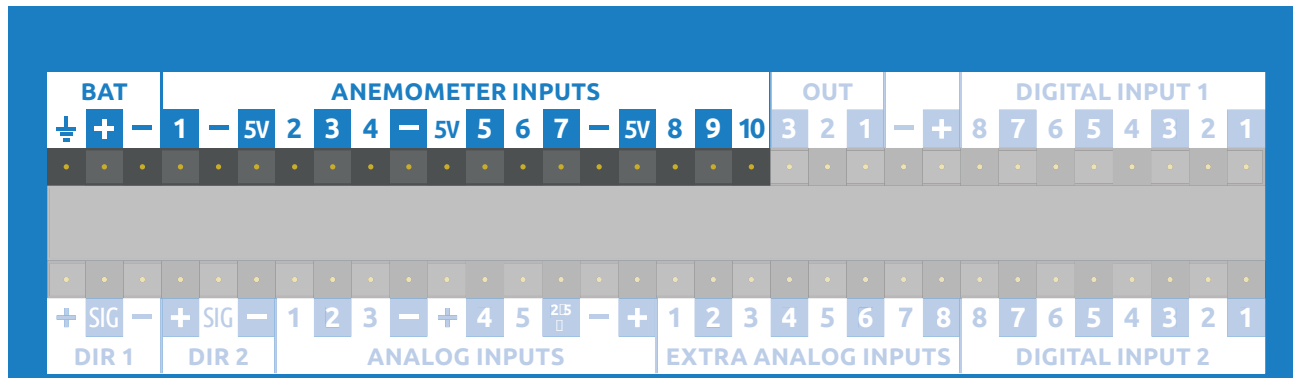 BAT ANEMOMETER INPUTS OUT DIGITAL INPUT 1
⏚ + − 1 − 5V 2 3 4 − 5V 5 6 7 − 5V 8 9 10 3 2 1 − + 8 7 6 5 4 3 2 1
+ SIG − + SIG − 1 2 3 − + 4 5 − + 1 2 3 4 5 6 7 8 8 7 6 5 4 3 2 1
DIR 1 DIR 2 ANALOG INPUTS EXTRA ANALOG INPUTS DIGITAL INPUT 2